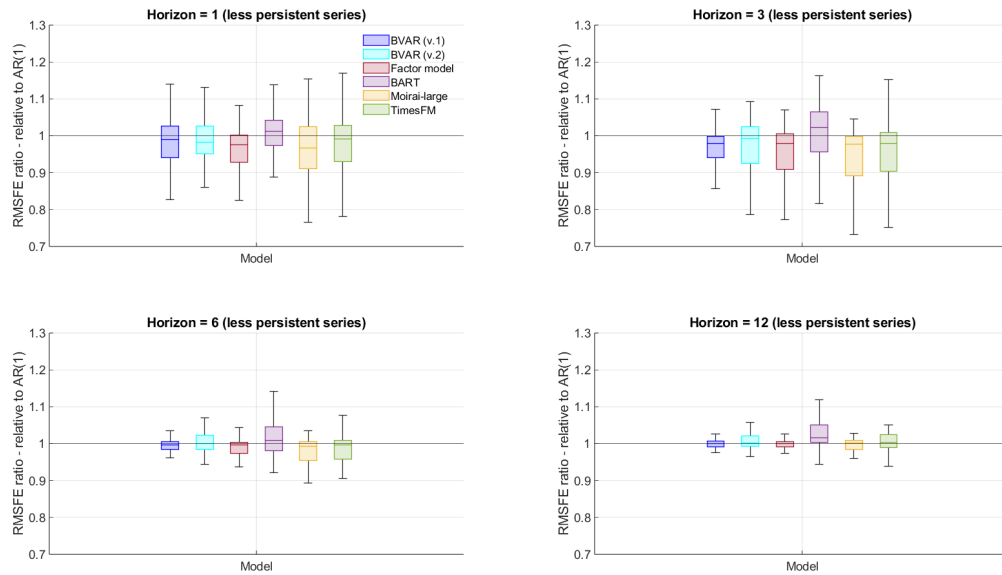 Horizon = 1 (less persistent series)
1.3
1.2
1.1
1
0.9
0.8
0.7
RMSFE ratio - relative to AR(1)
Model
BVAR (v.1)
BVAR (v.2)
Factor model
BART
Moirai-large
TimesFM
Horizon = 3 (less persistent series)
1.3
1.2
1.1
1
0.9
0.8
0.7
RMSFE ratio - relative to AR(1)
Model
Horizon = 6 (less persistent series)
1.3
1.2
1.1
1
0.9
0.8
0.7
RMSFE ratio - relative to AR(1)
Model
Horizon = 12 (less persistent series)
1.3
1.2
1.1
1
0.9
0.8
0.7
RMSFE ratio - relative to AR(1)
Model